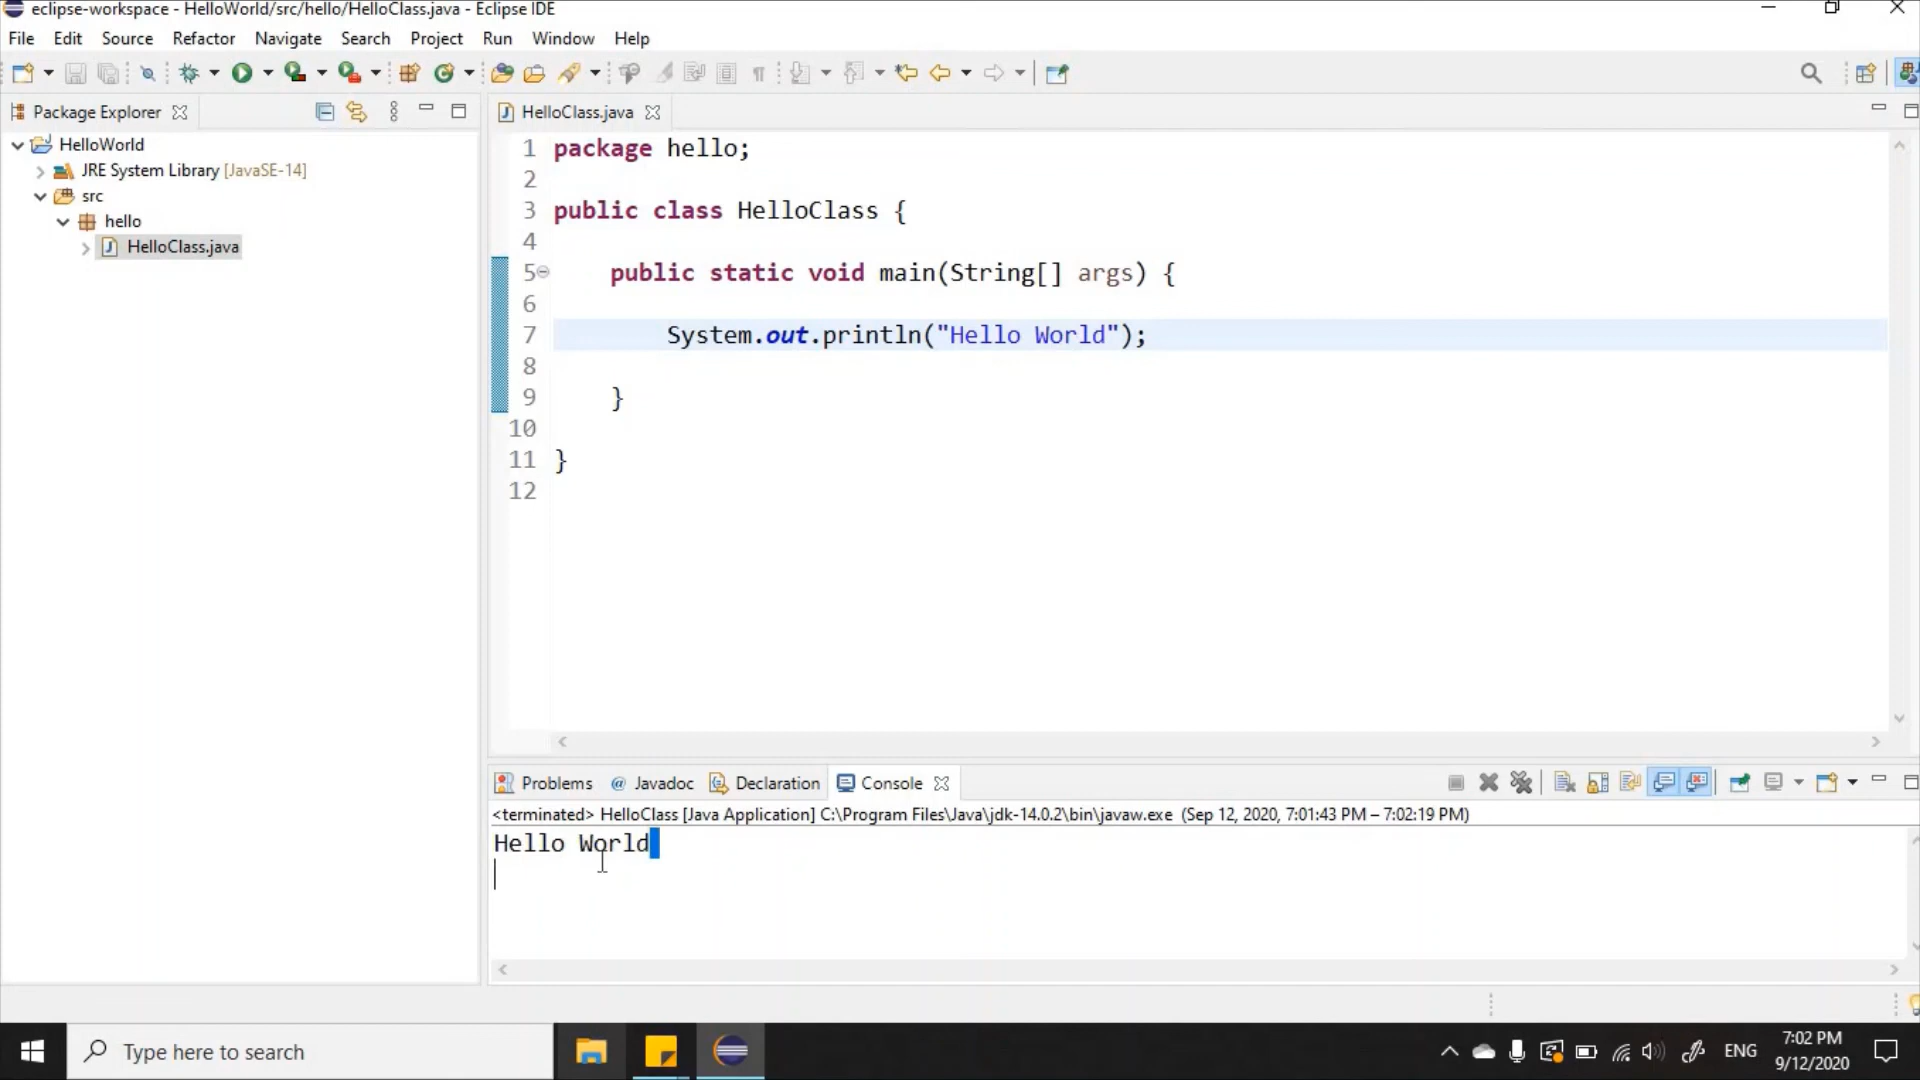 eclipse-workspace - HelloWorld/src/hello/HelloClass.java - Eclipse IDE
File Edit Source Refactor Navigate Search Project Run Window Help
Package Explorer
HelloWorld
JRE System Library [JavaSE-14]
src
hello
HelloClass.java
HelloClass.java
1 package hello;
2
3 public class HelloClass {
4
5 public static void main(String[] args) {
6
7 System.out.println("Hello World");
8
9 }
10
11 }
12
Problems @ Javadoc Declaration Console
<terminated> HelloClass [Java Application] C:\Program Files\Java\jdk-14.0.2\bin\javaw.exe (Sep 12, 2020, 7:01:43 PM – 7:02:19 PM)
Hello World
Type here to search
ENG
7:02 PM
9/12/2020